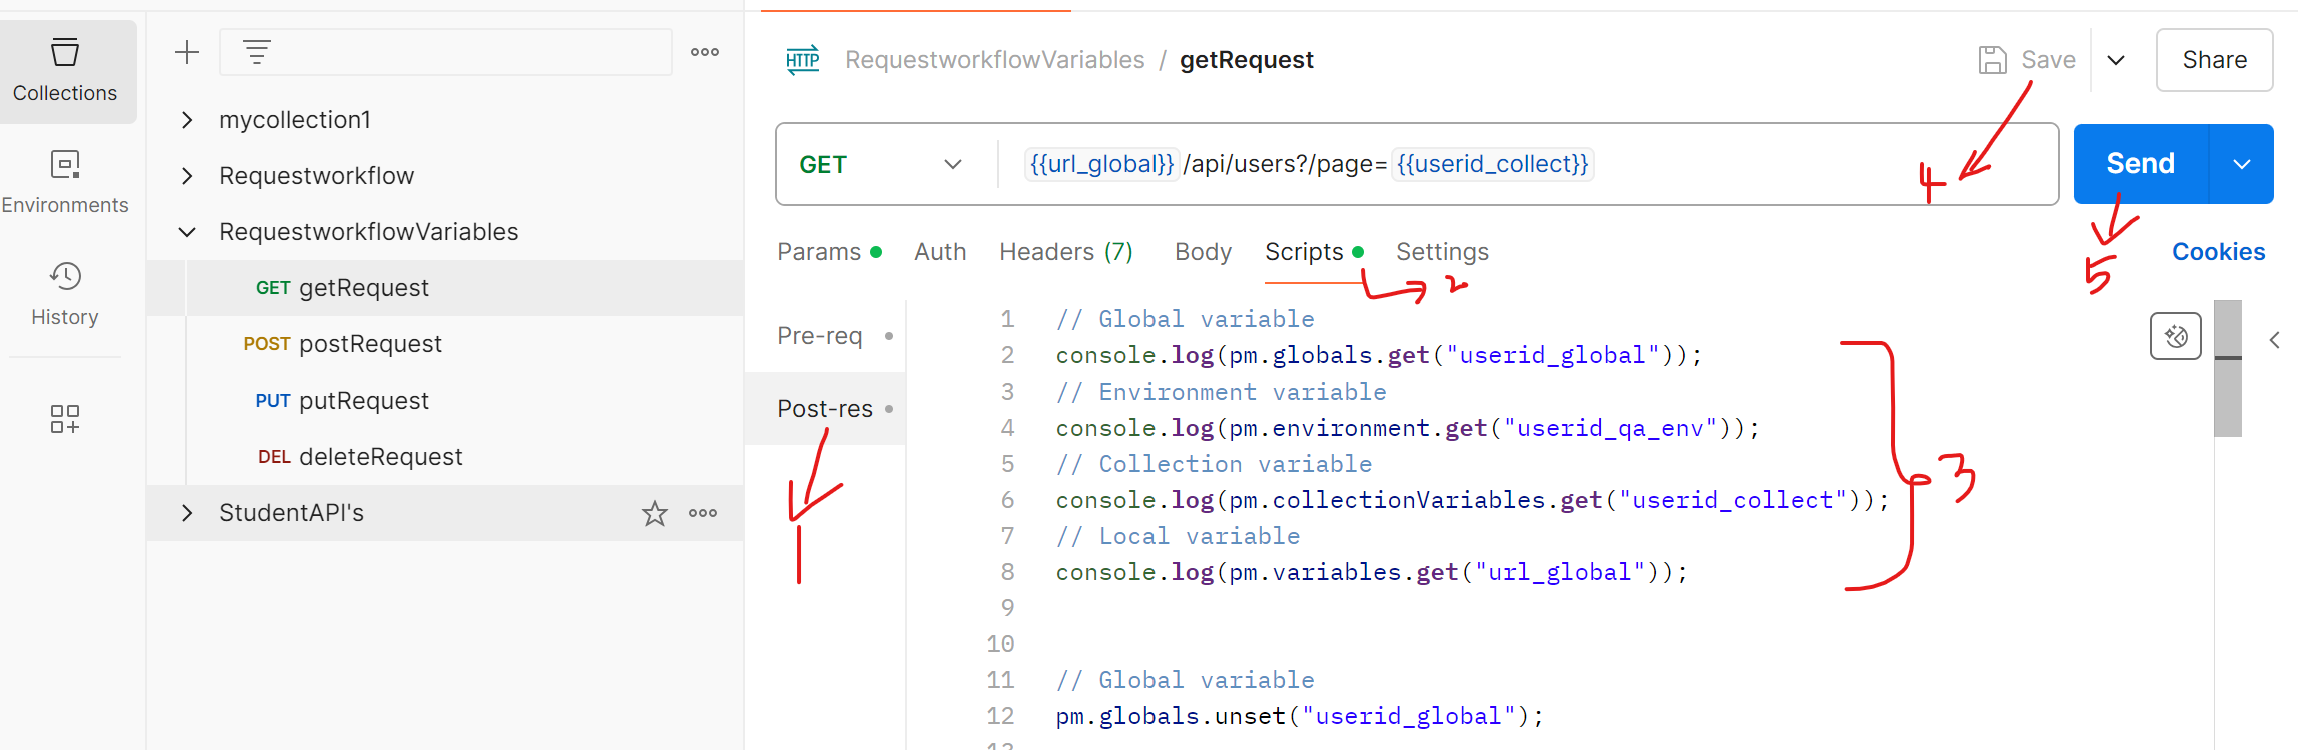 Collections
Environments
History
mycollection1
Requestworkflow
RequestworkflowVariables
GET getRequest
POST postRequest
PUT putRequest
DEL deleteRequest
StudentAPI's
HTTP RequestworkflowVariables / getRequest
Save
Share
GET {{url_global}}/api/users?/page={{userid_collect}}
Send
4
5
Params Auth Headers (7) Body Scripts Settings
Cookies
2
Pre-req
Post-res
1
1 // Global variable
2 console.log(pm.globals.get("userid_global"));
3 // Environment variable
4 console.log(pm.environment.get("userid_qa_env"));
5 // Collection variable
6 console.log(pm.collectionVariables.get("userid_collect"));
7 // Local variable
8 console.log(pm.variables.get("url_global"));
9
10
11 // Global variable
12 pm.globals.unset("userid_global");
3